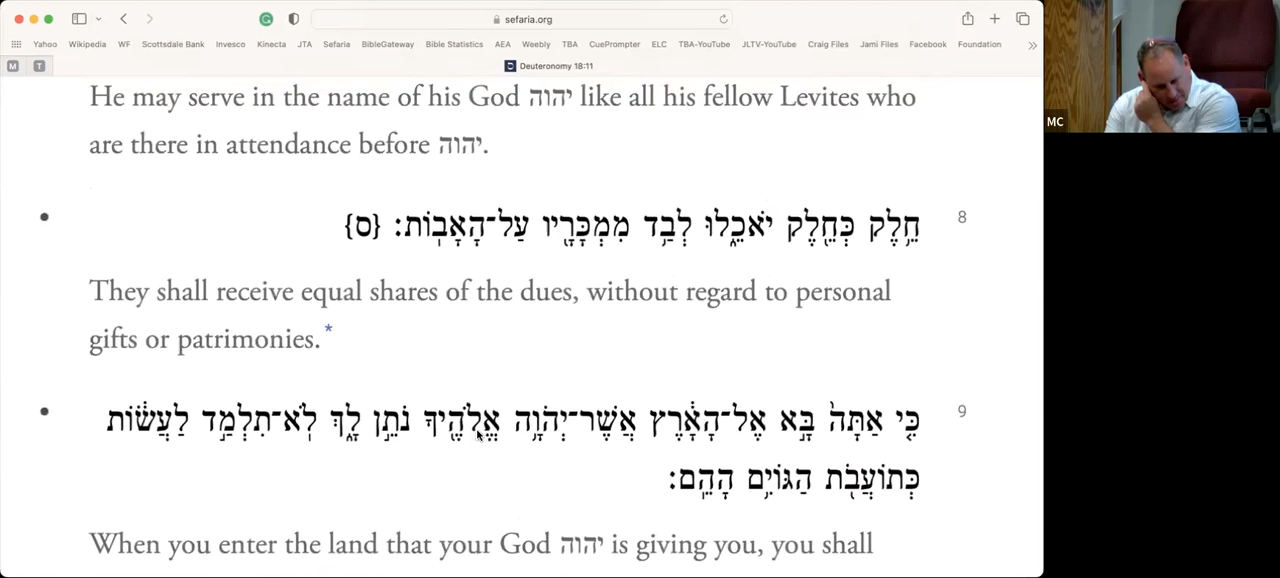 sefaria.org
Yahoo Wikipedia WF Scottsdale Bank Invesco Kinecta JTA Sefaria BibleGateway Bible Statistics AEA Weebly TBA CuePrompter ELC TBA-YouTube JLTV-YouTube Craig Files Jami Files Facebook Foundation
M T Deuteronomy 18:11
MC
He may serve in the name of his God יהוה like all his fellow Levites who
are there in attendance before יהוה.
8
חֵ֥לֶק כְּחֵ֖לֶק יֹאכֵ֑לוּ לְבַ֥ד מִמְכָּרָ֖יו עַל־הָאָבֽוֹת׃ {ס}
They shall receive equal shares of the dues, without regard to personal
gifts or patrimonies.*
9
כִּ֤י אַתָּה֙ בָּ֣א אֶל־הָאָ֔רֶץ אֲשֶׁר־יְהֹוָ֥ה אֱלֹהֶ֖יךָ נֹתֵ֣ן לָ֑ךְ לֹֽא־תִלְמַ֣ד לַעֲשׂ֔וֹת
כְּתוֹעֲבֹ֖ת הַגּוֹיִ֥ם הָהֵֽם׃
When you enter the land that your God יהוה is giving you, you shall